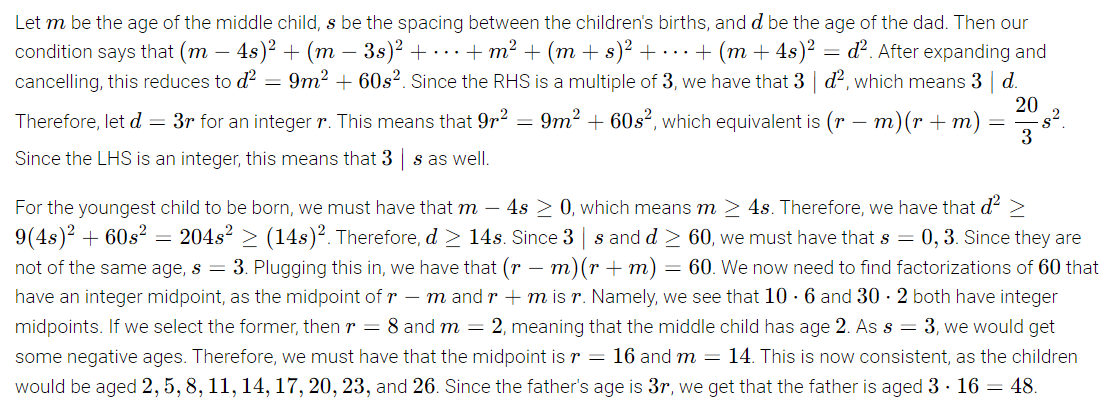 Let m be the age of the middle child, s be the spacing between the children's births, and d be the age of the dad. Then our
condition says that (m − 4s)² + (m − 3s)² + ⋯ + m² + (m + s)² + ⋯ + (m + 4s)² = d². After expanding and
cancelling, this reduces to d² = 9m² + 60s². Since the RHS is a multiple of 3, we have that 3 | d², which means 3 | d.
Therefore, let d = 3r for an integer r. This means that 9r² = 9m² + 60s², which equivalent is (r − m)(r + m) = 20/3 s².
Since the LHS is an integer, this means that 3 | s as well.
For the youngest child to be born, we must have that m − 4s ≥ 0, which means m ≥ 4s. Therefore, we have that d² ≥
9(4s)² + 60s² = 204s² ≥ (14s)². Therefore, d ≥ 14s. Since 3 | s and d ≥ 60, we must have that s = 0, 3. Since they are
not of the same age, s = 3. Plugging this in, we have that (r − m)(r + m) = 60. We now need to find factorizations of 60 that
have an integer midpoint, as the midpoint of r − m and r + m is r. Namely, we see that 10 · 6 and 30 · 2 both have integer
midpoints. If we select the former, then r = 8 and m = 2, meaning that the middle child has age 2. As s = 3, we would get
some negative ages. Therefore, we must have that the midpoint is r = 16 and m = 14. This is now consistent, as the children
would be aged 2, 5, 8, 11, 14, 17, 20, 23, and 26. Since the father's age is 3r, we get that the father is aged 3 · 16 = 48.